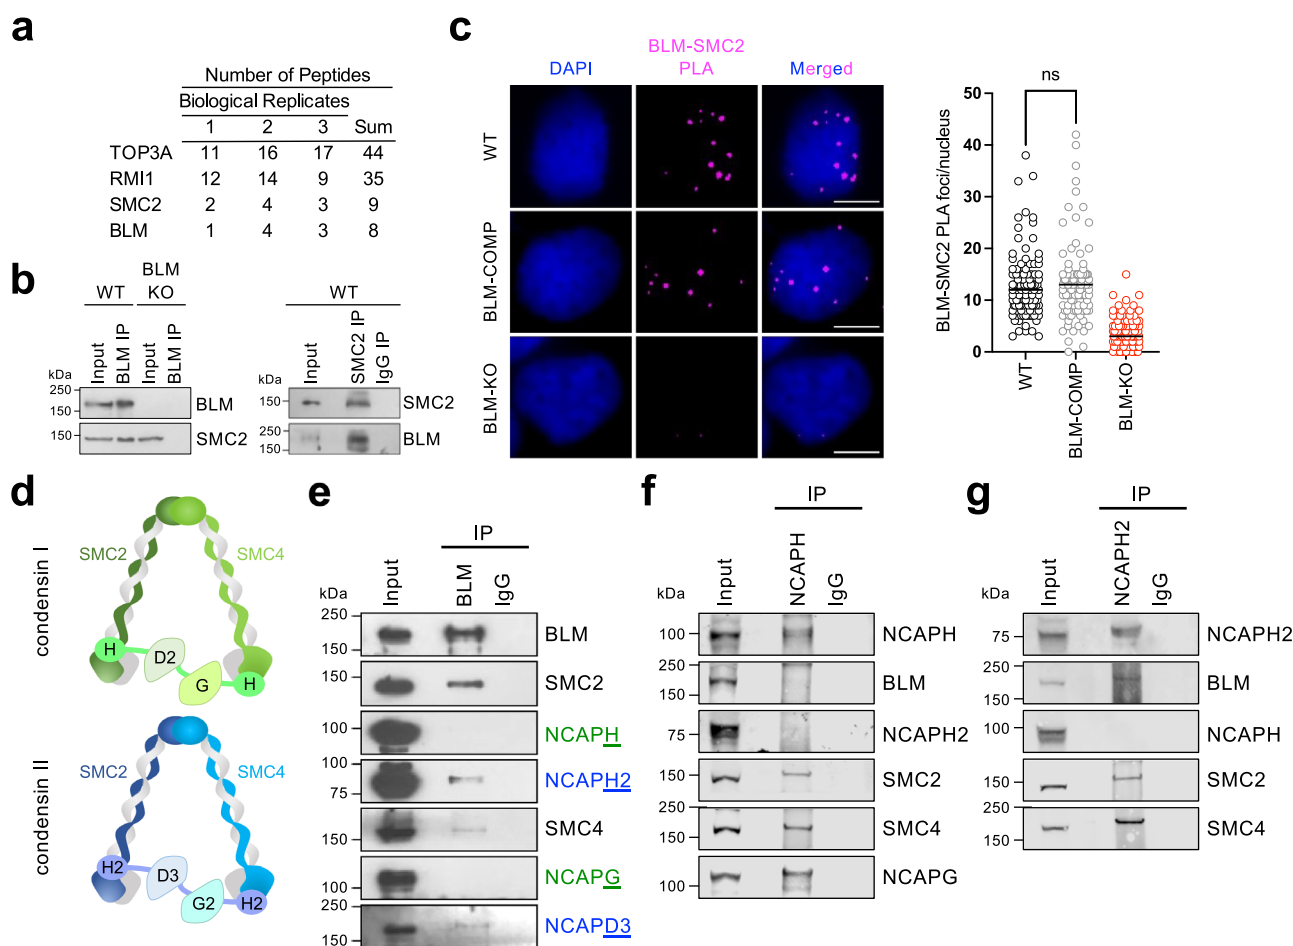 a
Number of Peptides
Biological Replicates
1 2 3 Sum
TOP3A 11 16 17 44
RMI1 12 14 9 35
SMC2 2 4 3 9
BLM 1 4 3 8
b
WT BLM KO
Input BLM IP Input BLM IP
kDa
250
150
BLM
150
SMC2
WT
Input SMC2 IP IgG IP
kDa
150
SMC2
250
150
BLM
c
DAPI BLM-SMC2 PLA Merged
WT
BLM-COMP
BLM-KO
BLM-SMC2 PLA foci/nucleus
50
40
30
20
10
0
ns
WT BLM-COMP BLM-KO
d
condensin I
SMC2 SMC4
H D2 G H
condensin II
SMC2 SMC4
H2 D3 G2 H2
e
IP
Input BLM IgG
kDa
250
150
BLM
150
SMC2
100
NCAPH
100
75
NCAPH2
150
SMC4
100
NCAPG
250
150
NCAPD3
f
IP
Input NCAPH IgG
kDa
100
NCAPH
250
150
BLM
75
NCAPH2
150
SMC2
250
150
SMC4
100
NCAPG
g
IP
Input NCAPH2 IgG
kDa
75
NCAPH2
250
150
BLM
100
NCAPH
150
SMC2
250
150
SMC4